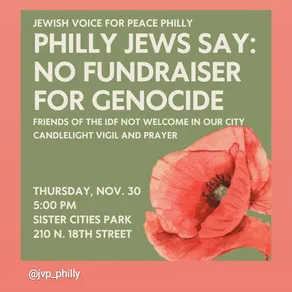 JEWISH VOICE FOR PEACE PHILLY
PHILLY JEWS SAY:
NO FUNDRAISER
FOR GENOCIDE
FRIENDS OF THE IDF NOT WELCOME IN OUR CITY
CANDLELIGHT VIGIL AND PRAYER
THURSDAY, NOV. 30
5:00 PM
SISTER CITIES PARK
210 N. 18TH STREET
@jvp_philly